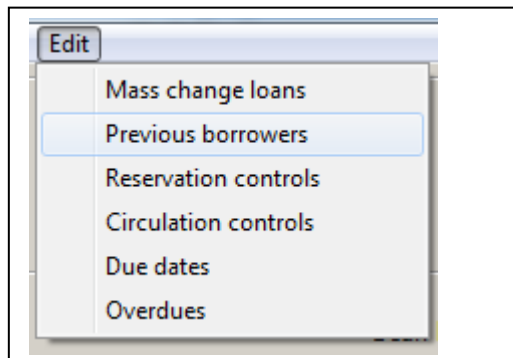 Edit
Mass change loans
Previous borrowers
Reservation controls
Circulation controls
Due dates
Overdues